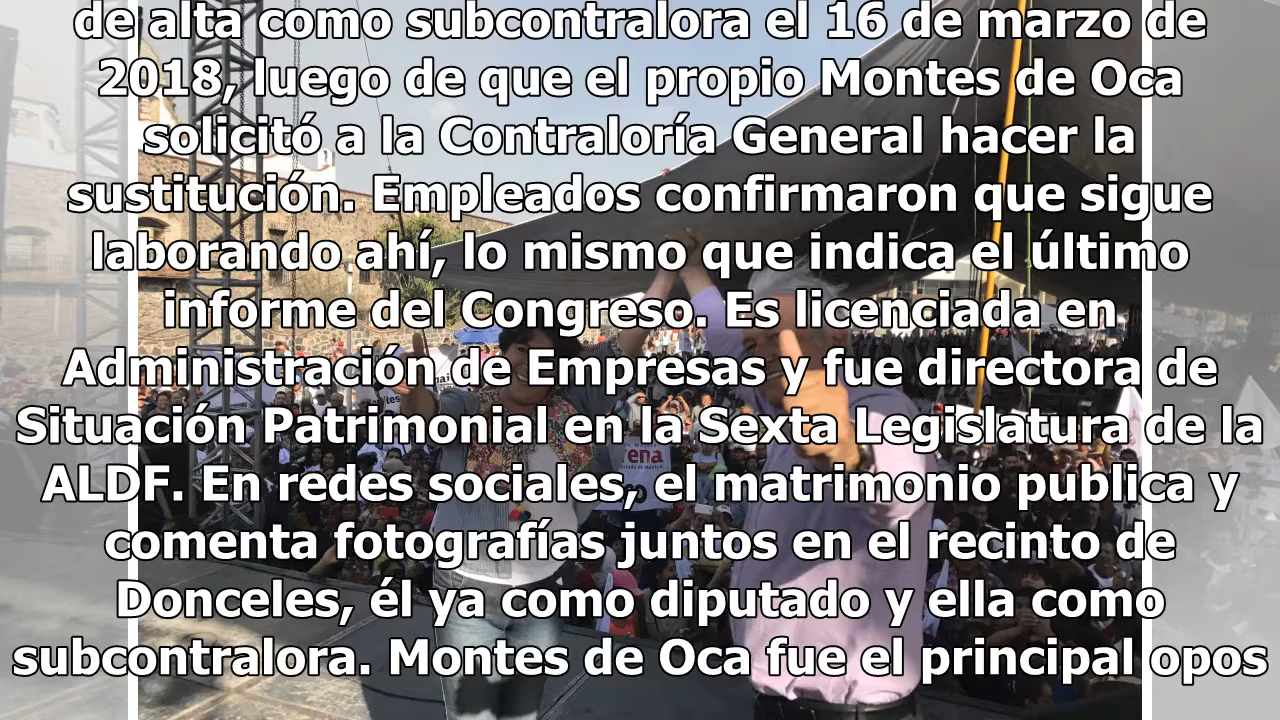 de alta como subcontralora el 16 de marzo de
2018, luego de que el propio Montes de Oca
solicitó a la Contraloría General hacer la
sustitución. Empleados confirmaron que sigue
laborando ahí, lo mismo que indica el último
informe del Congreso. Es licenciada en
Administración de Empresas y fue directora de
Situación Patrimonial en la Sexta Legislatura de la
ALDF. En redes sociales, el matrimonio publica y
comenta fotografías juntos en el recinto de
Donceles, él ya como diputado y ella como
subcontralora. Montes de Oca fue el principal opos
ena